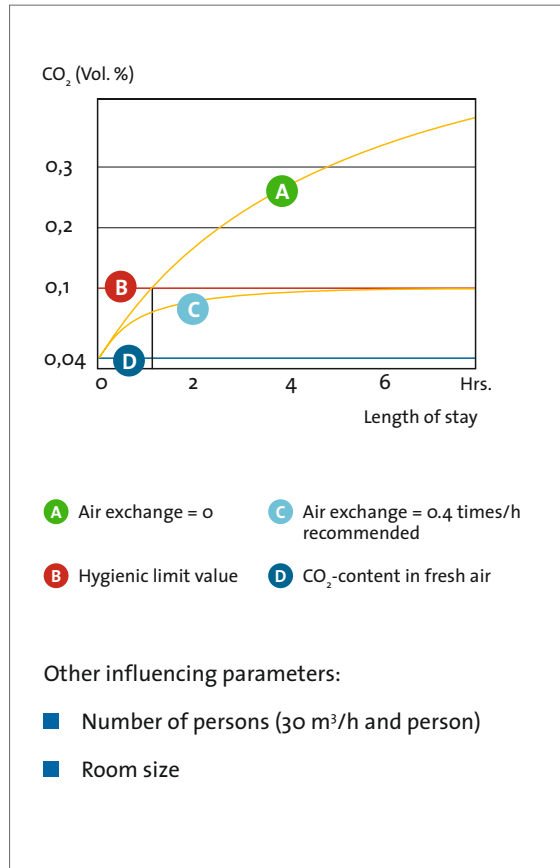 CO₂ (Vol. %)
0,3
A
0,2
0,1
B
C
0,04
D
0 2 4 6 Hrs.
Length of stay
A Air exchange = 0
C Air exchange = 0.4 times/h
recommended
B Hygienic limit value
D CO₂-content in fresh air
Other influencing parameters:
Number of persons (30 m³/h and person)
Room size